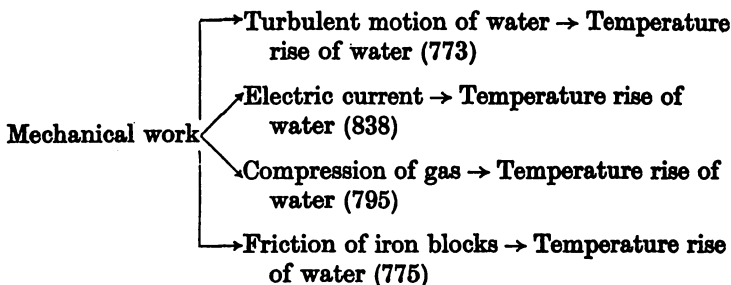 Turbulent motion of water → Temperature
rise of water (773)
Electric current → Temperature rise of
water (838)
Mechanical work
Compression of gas → Temperature rise of
water (795)
Friction of iron blocks → Temperature rise
of water (775)